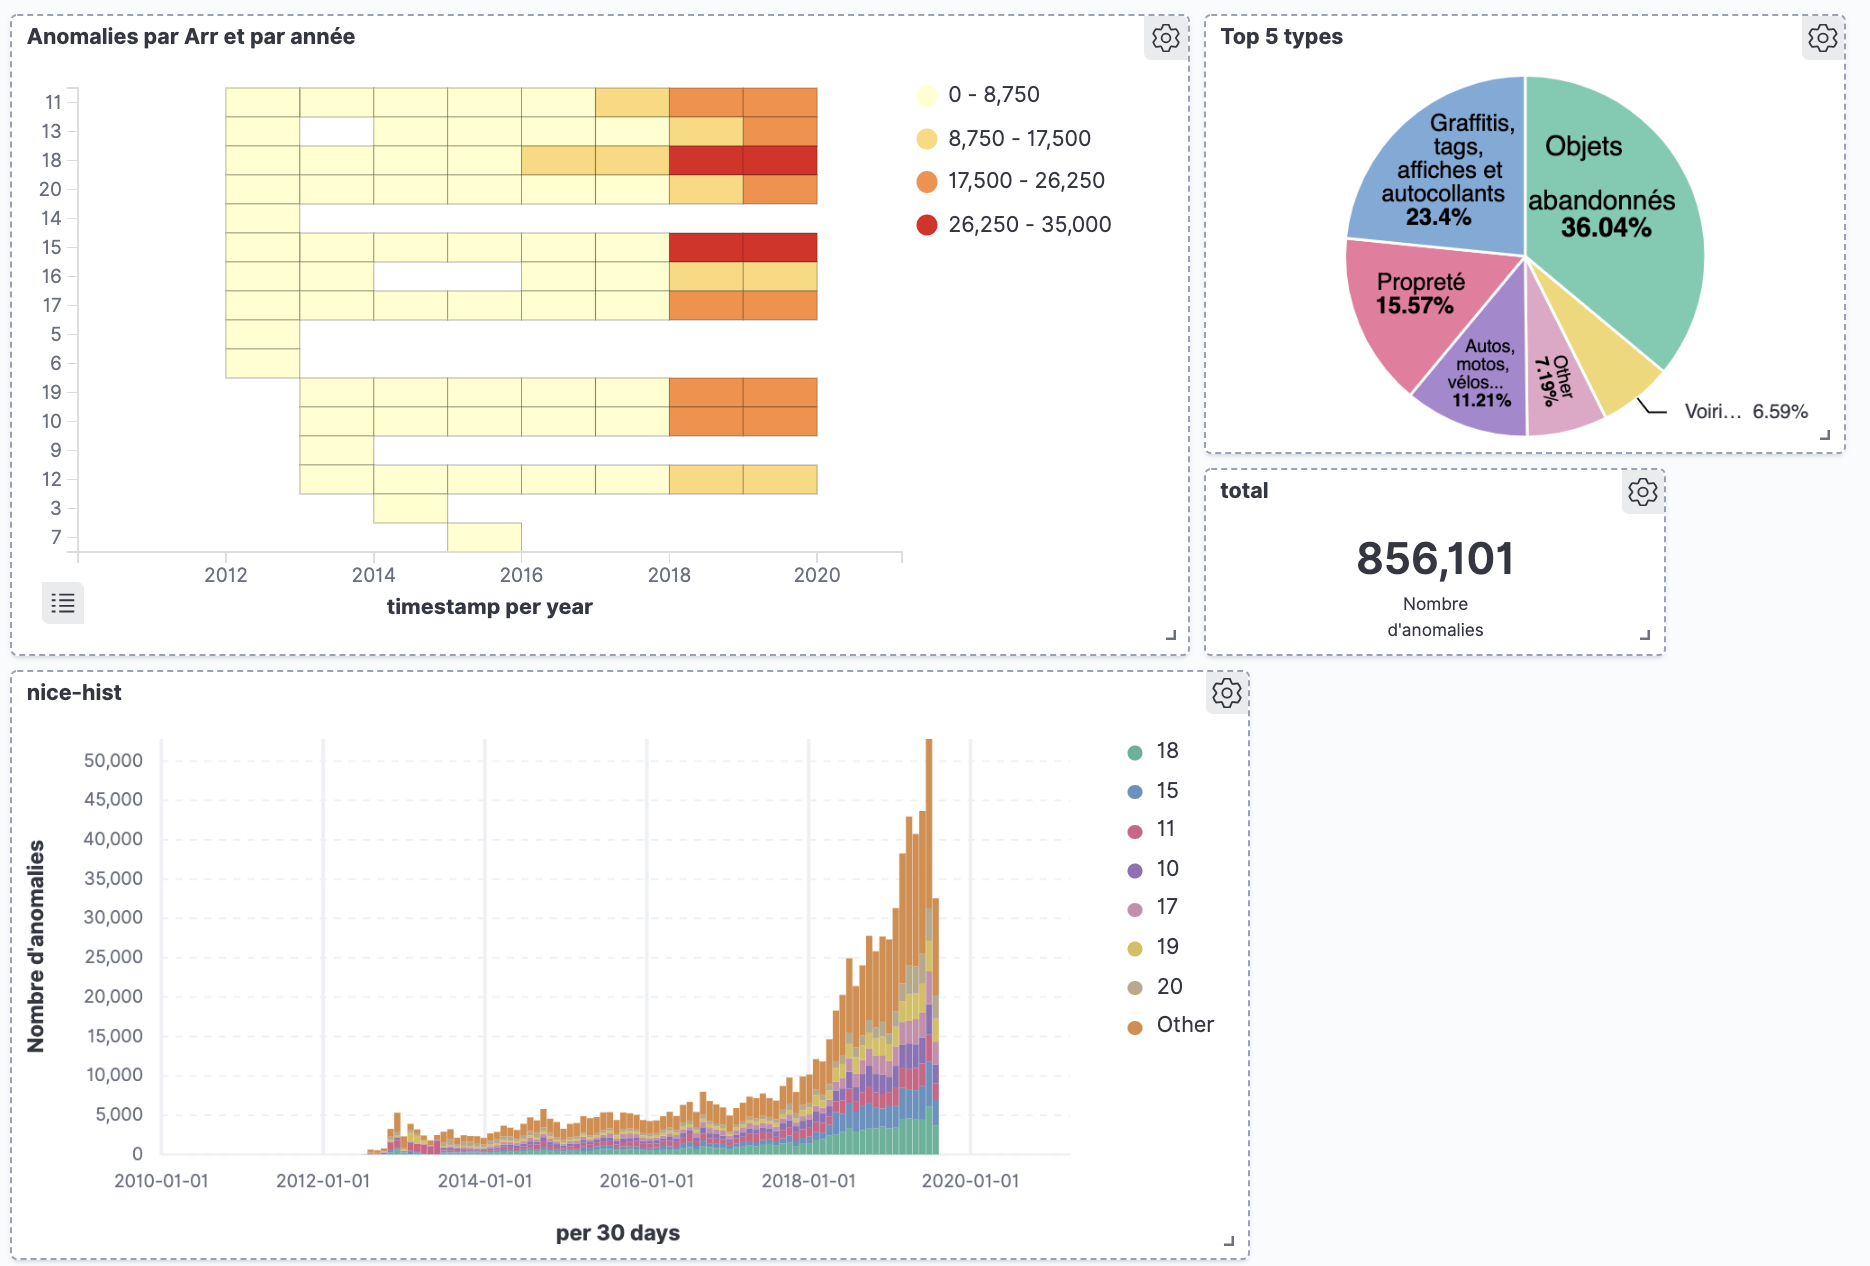 Anomalies par Arr et par année
11
13
18
20
14
15
16
17
5
6
19
10
9
12
3
7
2012
2014
2016
2018
2020
timestamp per year
0 - 8,750
8,750 - 17,500
17,500 - 26,250
26,250 - 35,000
Top 5 types
Graffitis,
tags,
affiches et
autocollants
23.4%
Objets
abandonnés
36.04%
Propreté
15.57%
Autos,
motos,
vélos...
11.21%
Other
7.19%
Voiri... 6.59%
total
856,101
Nombre
d'anomalies
nice-hist
Nombre d'anomalies
50,000
45,000
40,000
35,000
30,000
25,000
20,000
15,000
10,000
5,000
0
2010-01-01
2012-01-01
2014-01-01
2016-01-01
2018-01-01
2020-01-01
per 30 days
18
15
11
10
17
19
20
Other